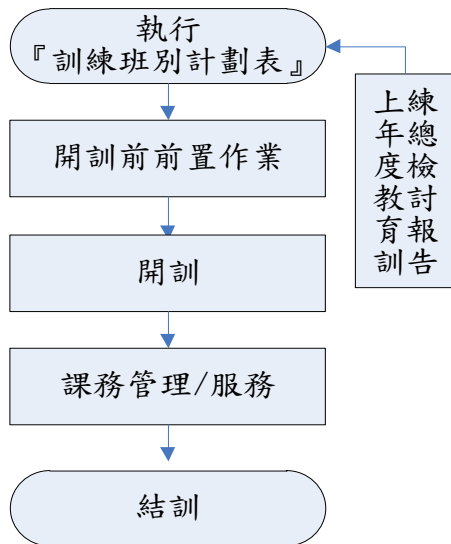 執行
『訓練班別計劃表』
上年度教育訓
練總檢討報告
開訓前前置作業
開訓
課務管理/服務
結訓